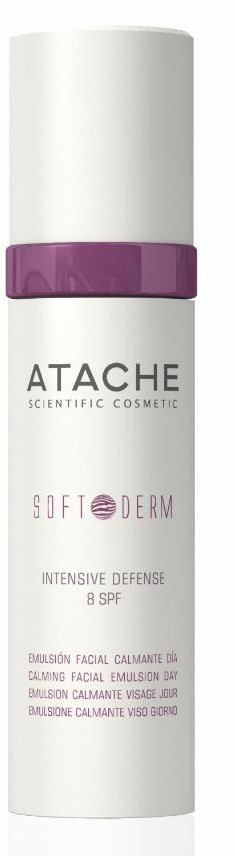 ATACHE
SCIENTIFIC COSMETIC
SOFT DERM
INTENSIVE DEFENSE
8 SPF
EMULSIÓN FACIAL CALMANTE DÍA
CALMING FACIAL EMULSION DAY
EMULSION CALMANTE VISAGE JOUR
EMULSIONE CALMANTE VISO GIORNO